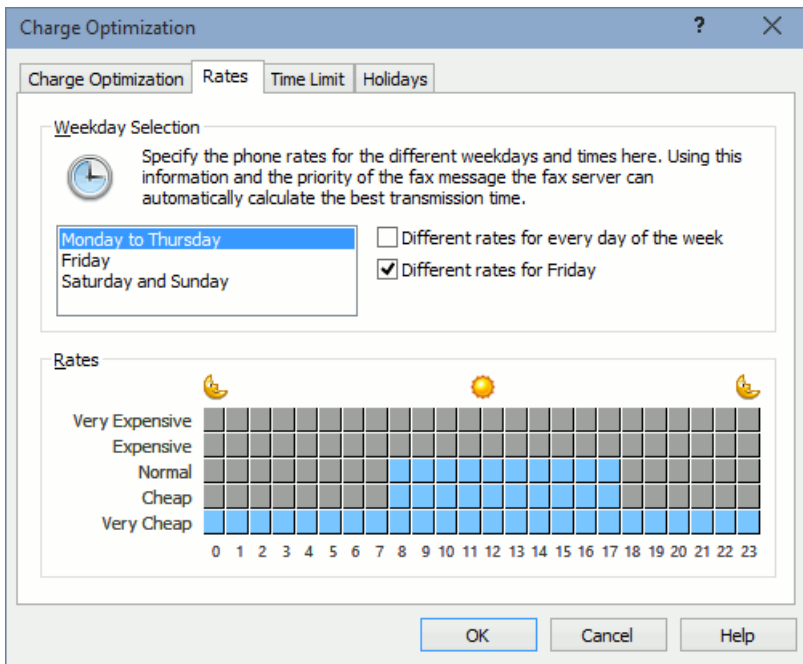 Charge Optimization ?
Charge Optimization Rates Time Limit Holidays
Weekday Selection
Specify the phone rates for the different weekdays and times here. Using this
information and the priority of the fax message the fax server can
automatically calculate the best transmission time.
Monday to Thursday
Friday
Saturday and Sunday
Different rates for every day of the week
Different rates for Friday
Rates
Very Expensive
Expensive
Normal
Cheap
Very Cheap
0 1 2 3 4 5 6 7 8 9 10 11 12 13 14 15 16 17 18 19 20 21 22 23
OK Cancel Help